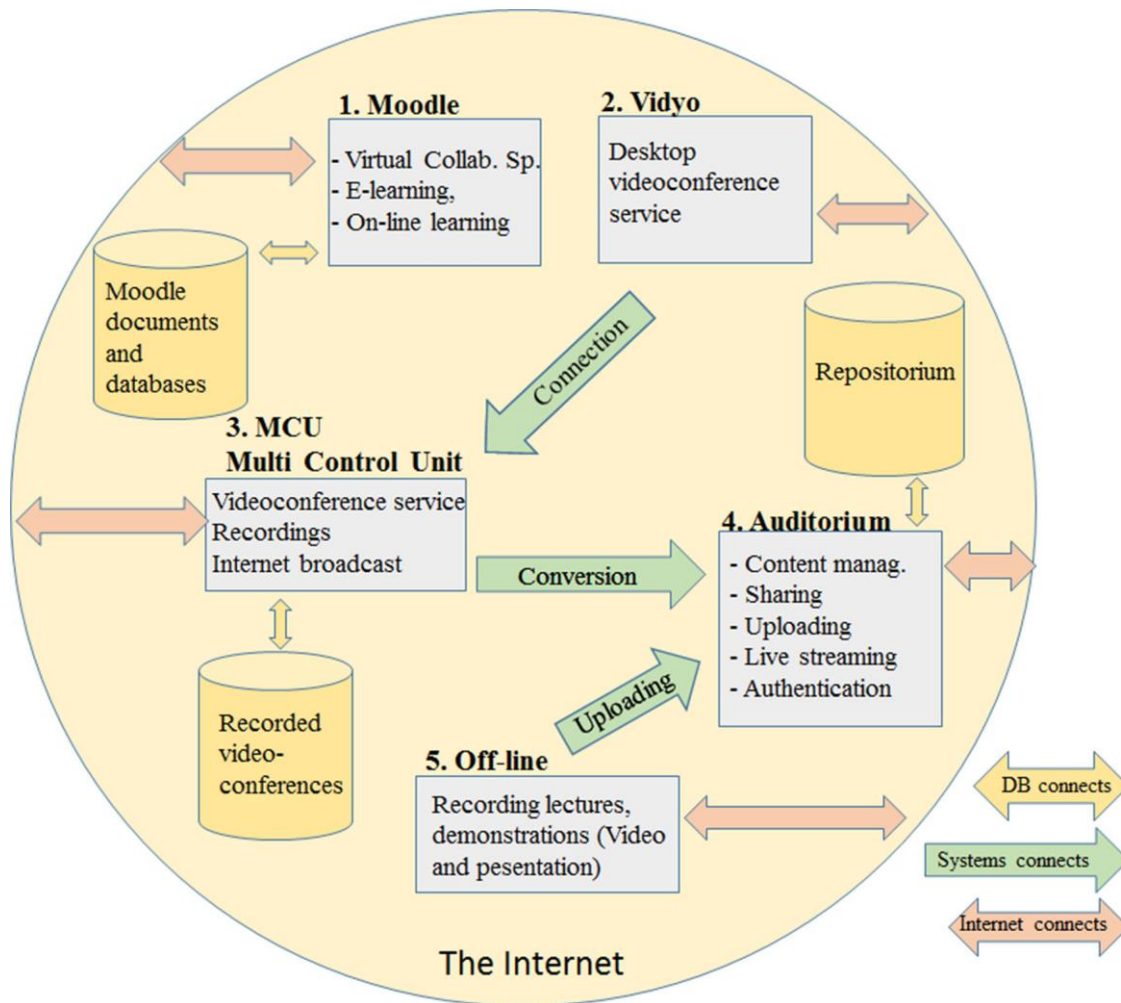 1. Moodle
- Virtual Collab. Sp.
- E-learning,
- On-line learning
2. Vidyo
Desktop
videoconference
service
Moodle
documents
and
databases
Connection
Repositorium
3. MCU
Multi Control Unit
Videoconference service
Recordings
Internet broadcast
Conversion
4. Auditorium
- Content manag.
- Sharing
- Uploading
- Live streaming
- Authentication
Uploading
Recorded
video-
conferences
5. Off-line
Recording lectures,
demonstrations (Video
and pesentation)
DB connects
Systems connects
Internet connects
The Internet